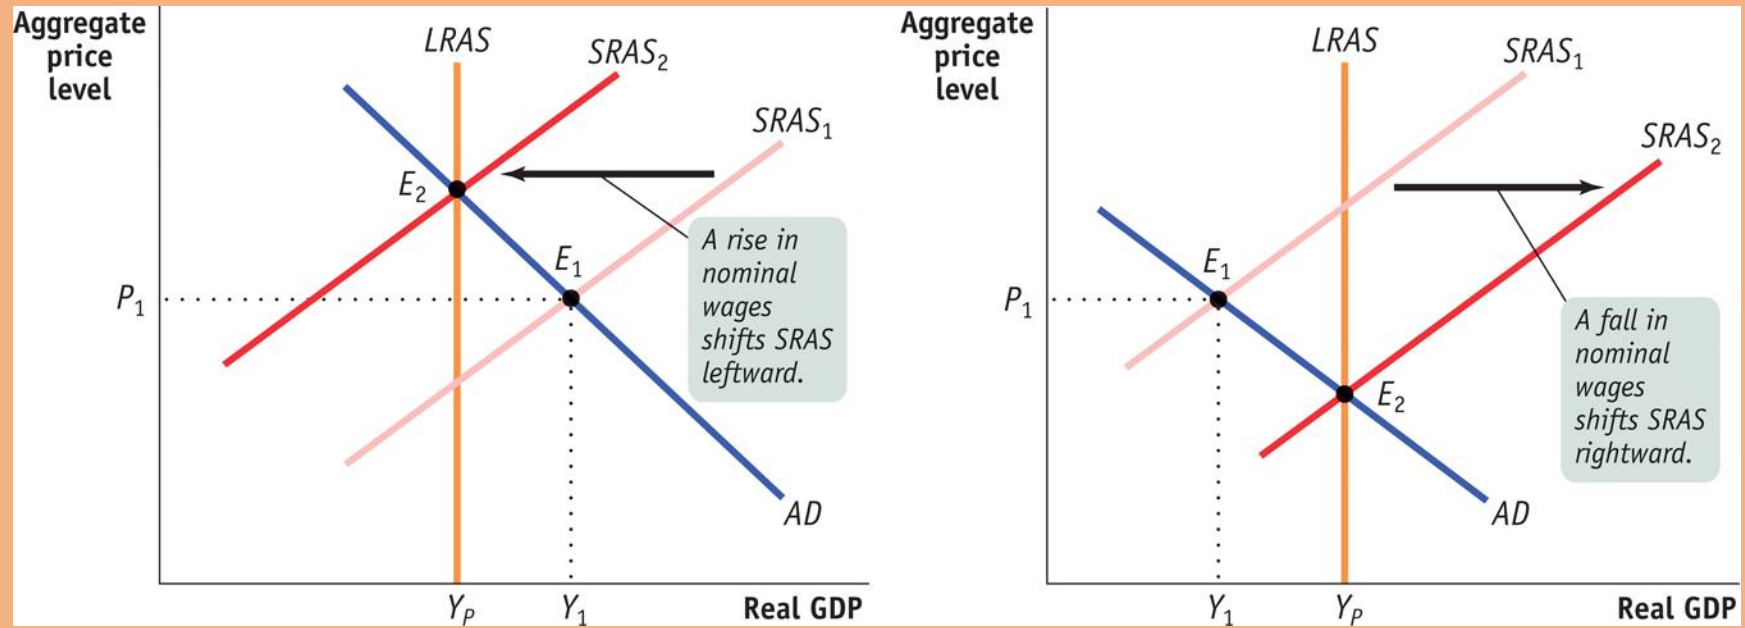 Aggregate
price
level
LRAS
SRAS₂
SRAS₁
E₂
E₁
P₁
A rise in
nominal
wages
shifts SRAS
leftward.
AD
Y_P
Y₁
Real GDP
Aggregate
price
level
LRAS
SRAS₁
SRAS₂
E₁
P₁
E₂
A fall in
nominal
wages
shifts SRAS
rightward.
AD
Y₁
Y_P
Real GDP